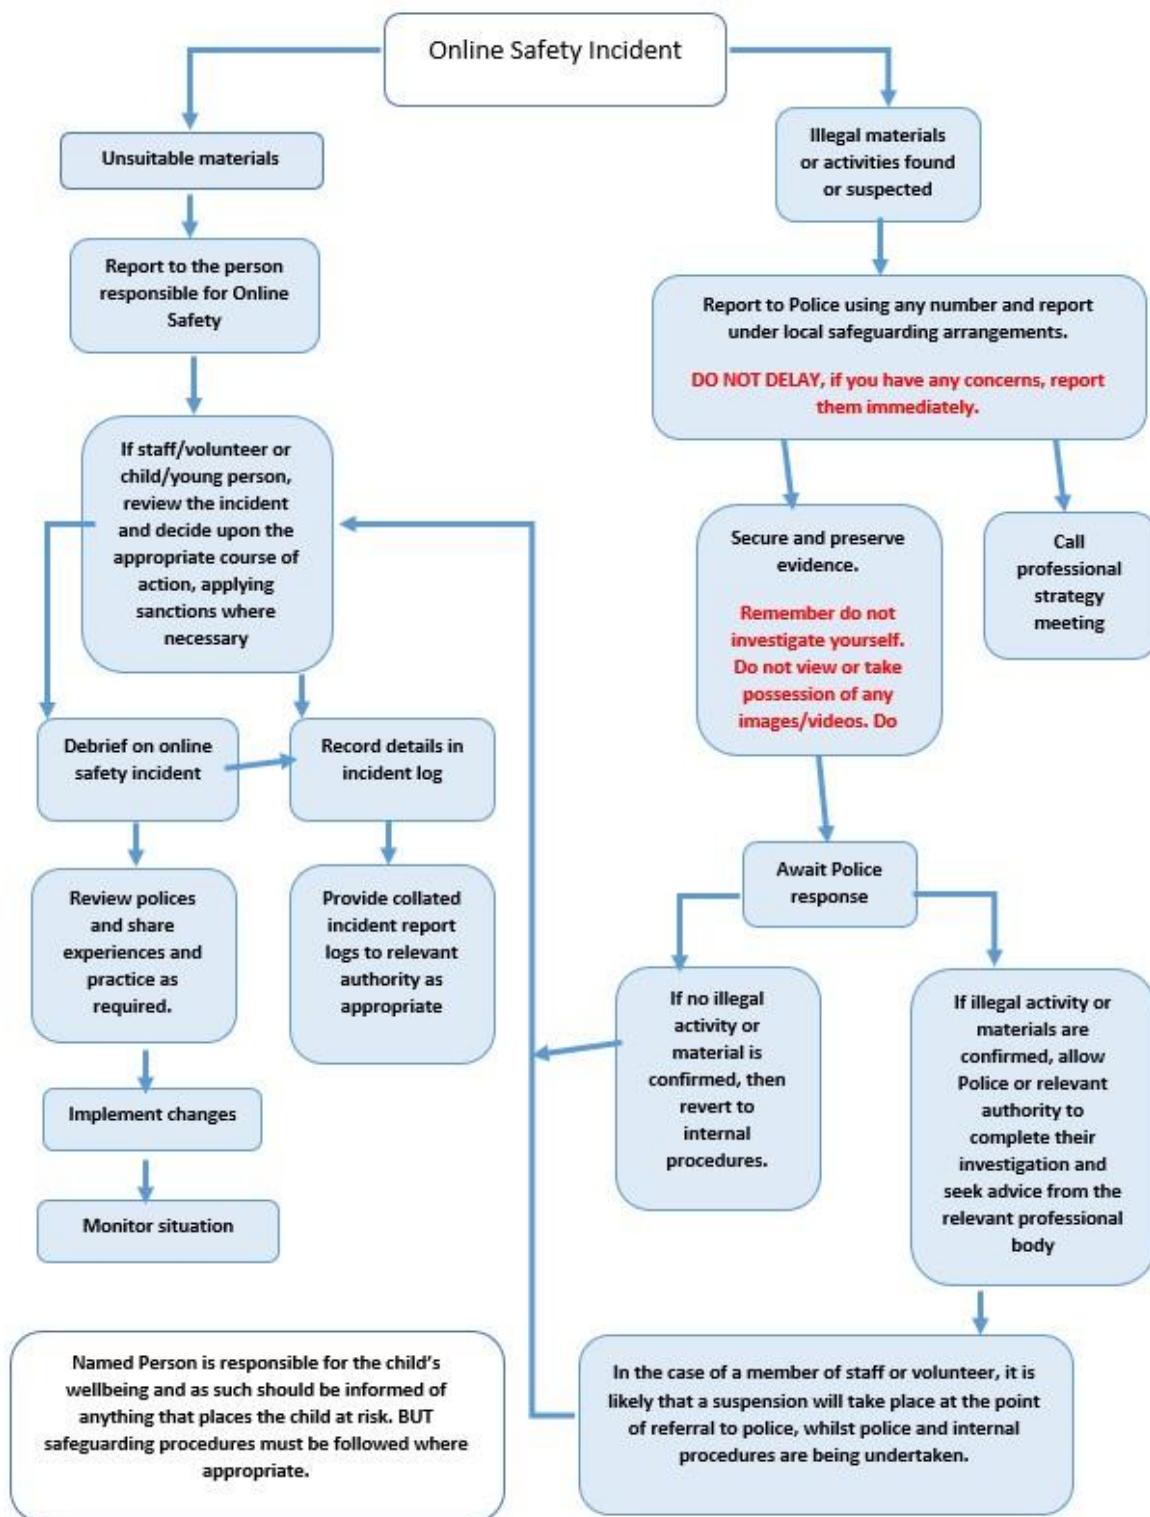 Online Safety Incident
Unsuitable materials
Report to the person
responsible for Online
Safety
If staff/volunteer or
child/young person,
review the incident
and decide upon the
appropriate course of
action, applying
sanctions where
necessary
Debrief on online
safety incident
Record details in
incident log
Review polices
and share
experiences and
practice as
required.
Provide collated
incident report
logs to relevant
authority as
appropriate
Implement changes
Monitor situation
Illegal materials
or activities found
or suspected
Report to Police using any number and report
under local safeguarding arrangements.
DO NOT DELAY, if you have any concerns, report
them immediately.
Secure and preserve
evidence.
Remember do not
investigate yourself.
Do not view or take
possession of any
images/videos. Do
Call
professional
strategy
meeting
Await Police
response
If no illegal
activity or
material is
confirmed, then
revert to
internal
procedures.
If illegal activity or
materials are
confirmed, allow
Police or relevant
authority to
complete their
investigation and
seek advice from the
relevant professional
body
In the case of a member of staff or volunteer, it is
likely that a suspension will take place at the point
of referral to police, whilst police and internal
procedures are being undertaken.
Named Person is responsible for the child’s
wellbeing and as such should be informed of
anything that places the child at risk. BUT
safeguarding procedures must be followed where
appropriate.